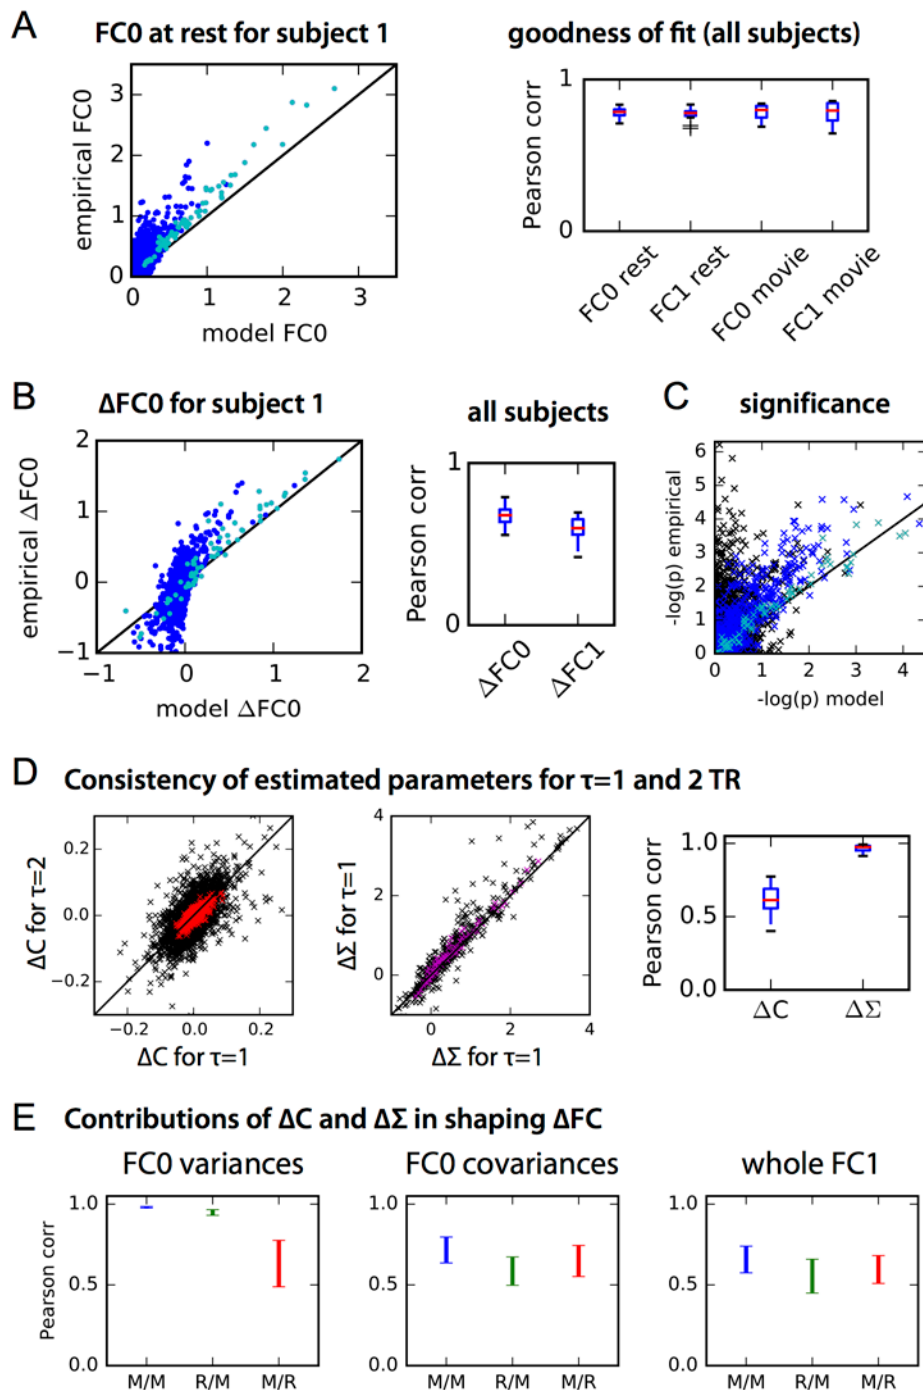 A
FC0 at rest for subject 1
empirical FC0
3
2
1
0
0 1 2 3
model FC0
goodness of fit (all subjects)
Pearson corr
1
0
FC0 rest
FC1 rest
FC0 movie
FC1 movie
B
ΔFC0 for subject 1
empirical ΔFC0
2
1
0
−1
−1 0 1 2
model ΔFC0
all subjects
Pearson corr
1
0
ΔFC0
ΔFC1
C
significance
-log(p) empirical
6
5
4
3
2
1
0
0 1 2 3 4
-log(p) model
D
Consistency of estimated parameters for τ=1 and 2 TR
ΔC for τ=2
0.2
0.0
−0.2
−0.2 0.0 0.2
ΔC for τ=1
ΔΣ for τ=1
4
2
0
0 2 4
ΔΣ for τ=1
Pearson corr
1.0
0.5
0.0
ΔC ΔΣ
E
Contributions of ΔC and ΔΣ in shaping ΔFC
FC0 variances
Pearson corr
1.0
0.5
0.0
M/M R/M M/R
FC0 covariances
1.0
0.5
0.0
M/M R/M M/R
whole FC1
1.0
0.5
0.0
M/M R/M M/R